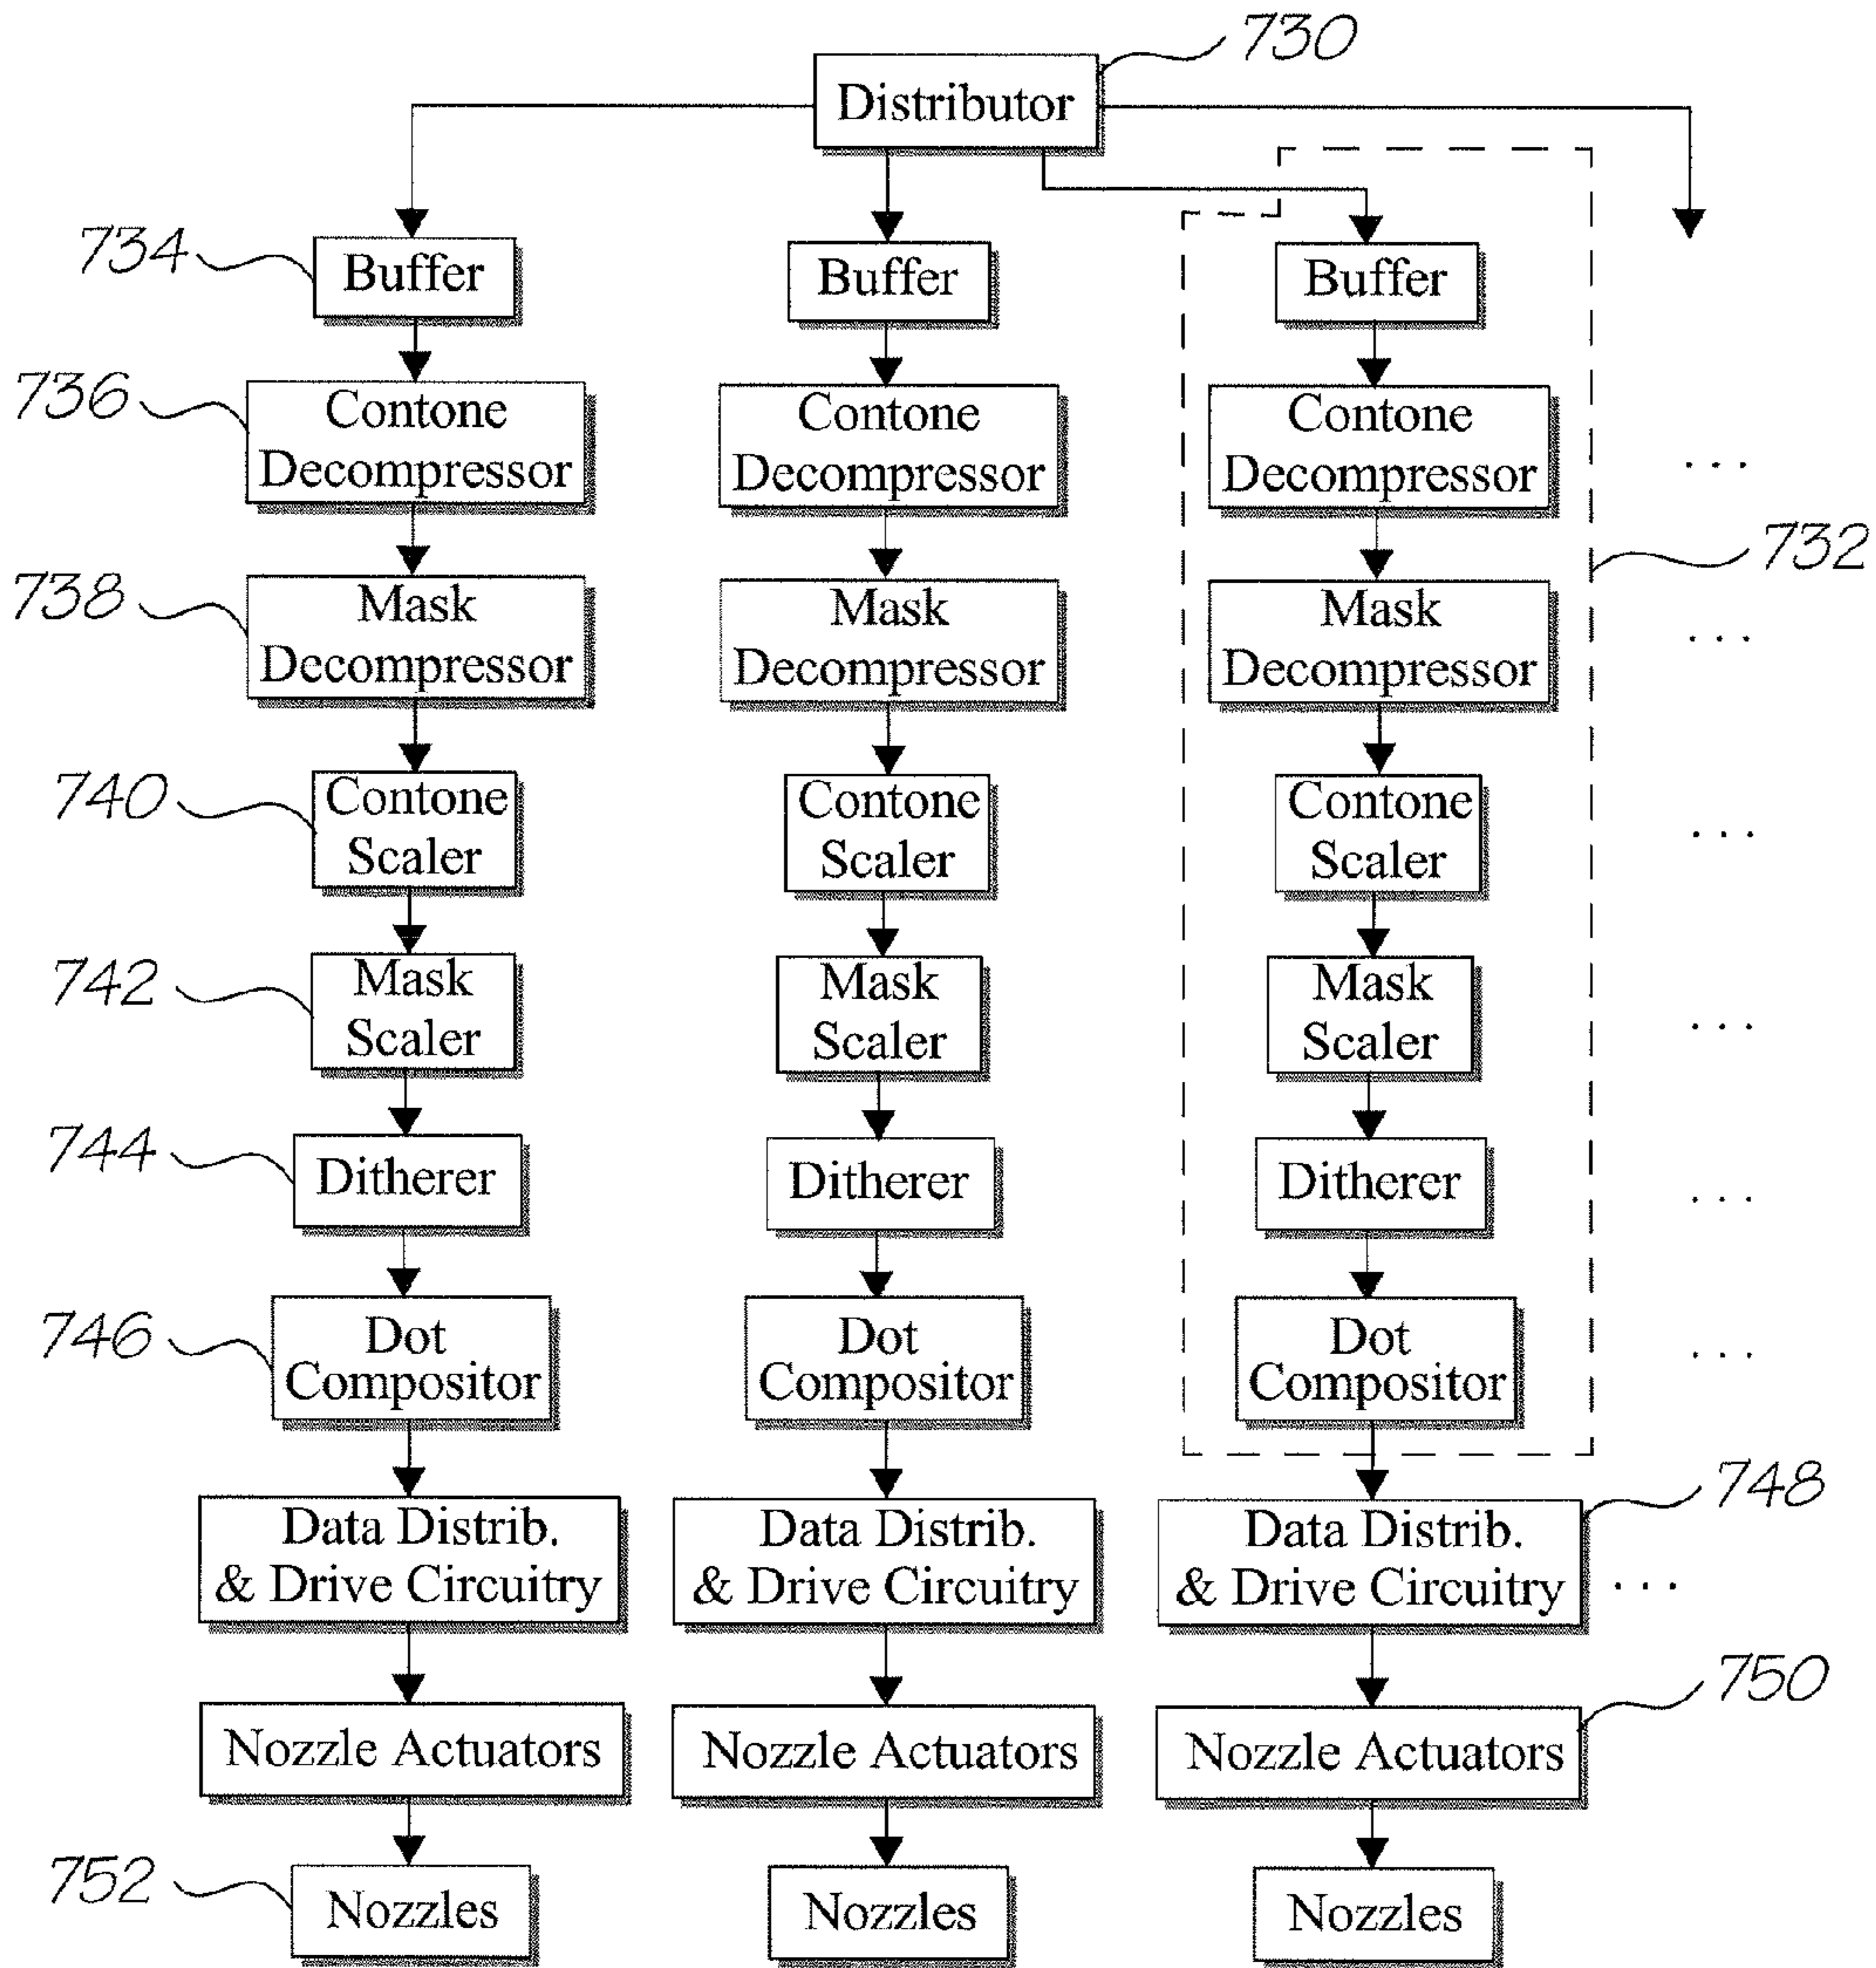 730
Distributor
734
Buffer
Buffer
Buffer
736
Contone
Decompressor
Contone
Decompressor
Contone
Decompressor
...
732
738
Mask
Decompressor
Mask
Decompressor
Mask
Decompressor
...
740
Contone
Scaler
Contone
Scaler
Contone
Scaler
...
742
Mask
Scaler
Mask
Scaler
Mask
Scaler
...
744
Ditherer
Ditherer
Ditherer
...
746
Dot
Compositor
Dot
Compositor
Dot
Compositor
...
748
Data Distrib.
& Drive Circuitry
Data Distrib.
& Drive Circuitry
Data Distrib.
& Drive Circuitry
...
750
Nozzle Actuators
Nozzle Actuators
Nozzle Actuators
752
Nozzles
Nozzles
Nozzles